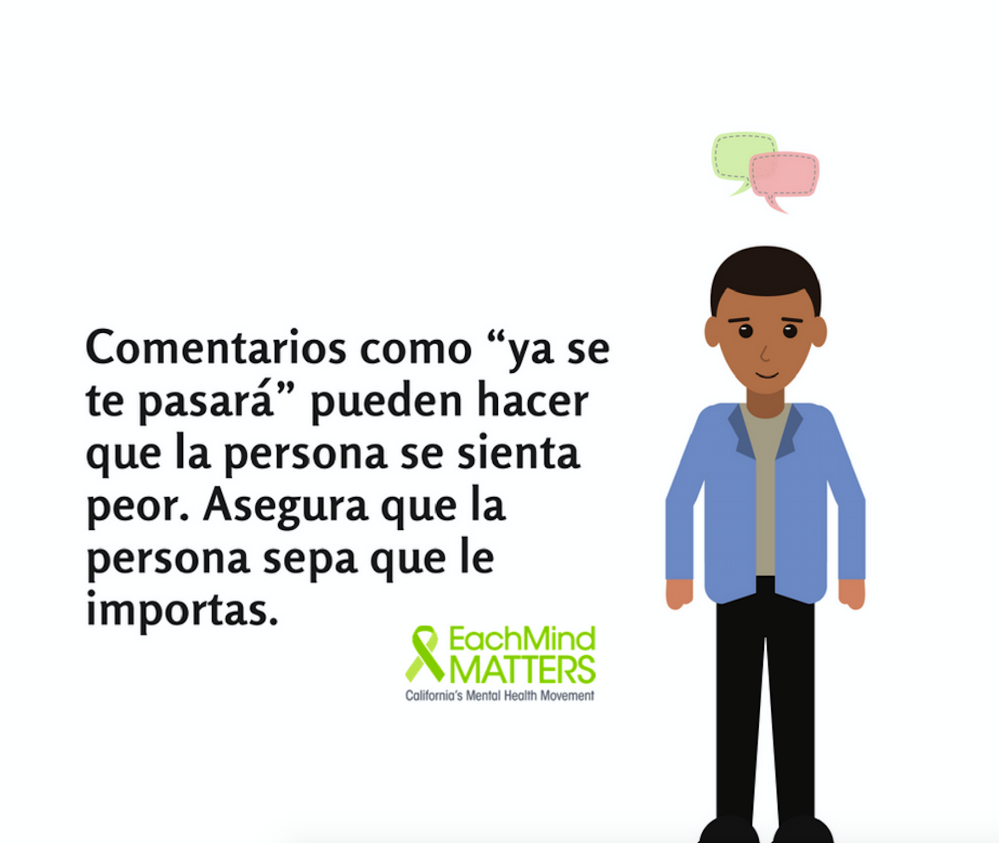 Comentarios como “ya se
te pasará” pueden hacer
que la persona se sienta
peor. Asegura que la
persona sepa que le
importas.
EachMind
MATTERS
California's Mental Health Movement